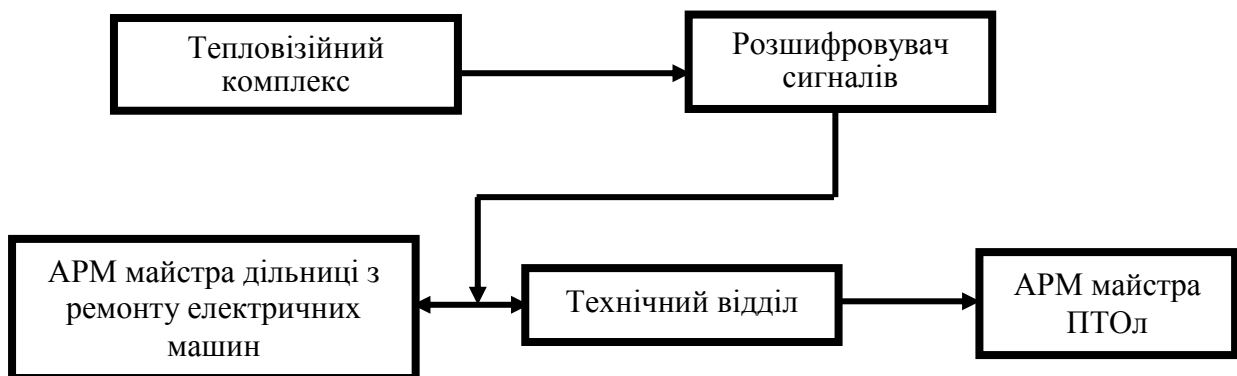 Тепловізійний
комплекс
Розшифровувач
сигналів
АРМ майстра дільниці з
ремонту електричних
машин
Технічний відділ
АРМ майстра
ПТОл